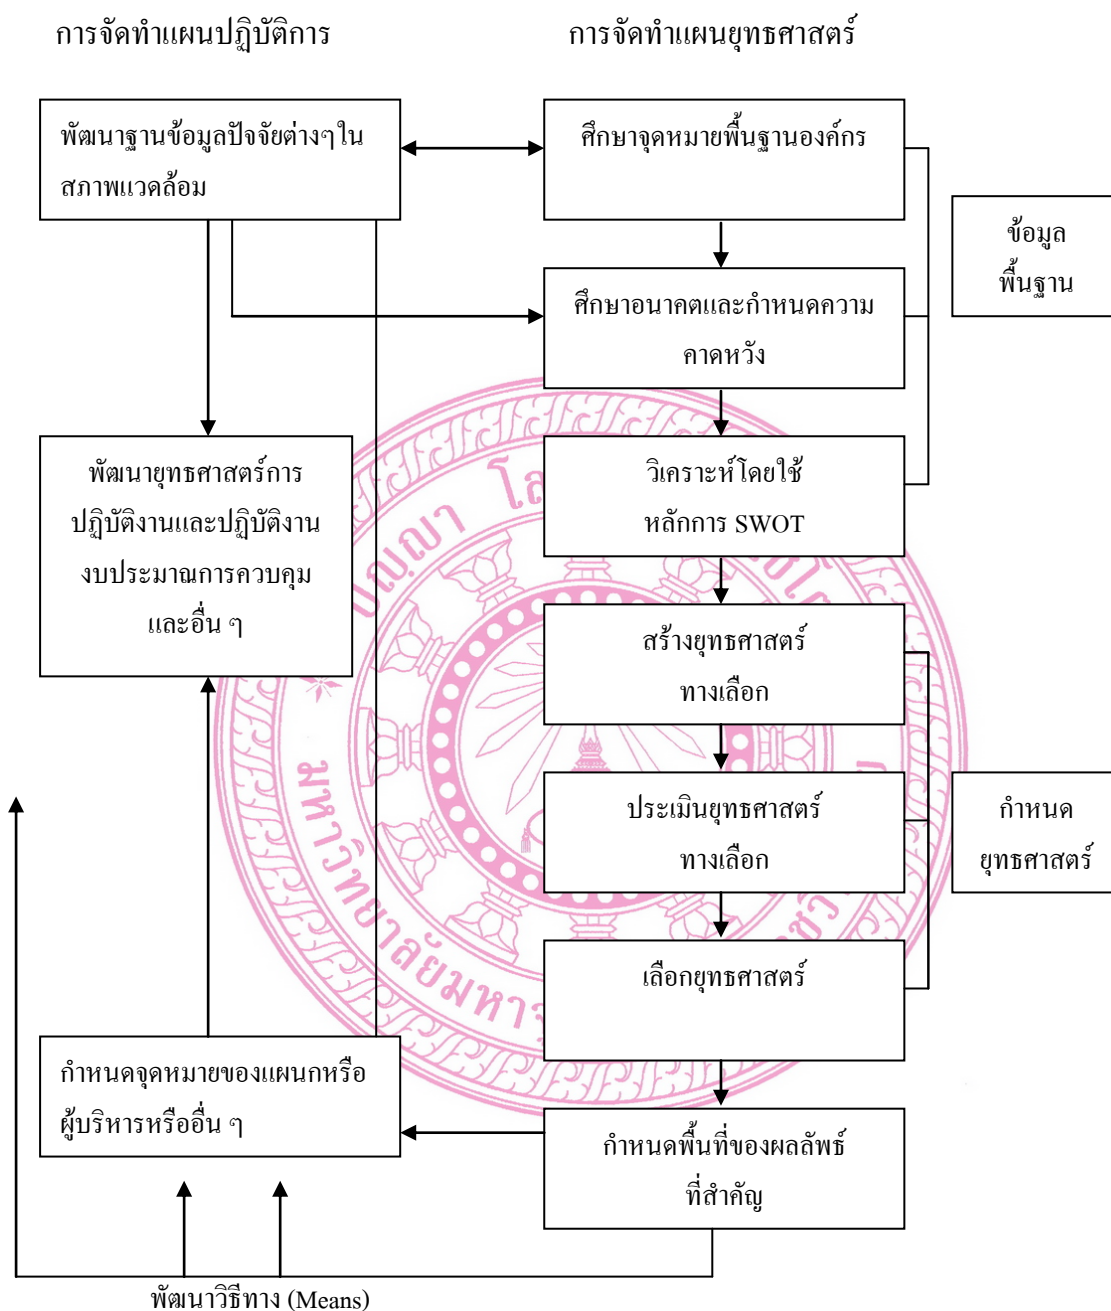 การจัดทำแผนปฏิบัติการ
การจัดทำแผนยุทธศาสตร์
พัฒนาฐานข้อมูลปัจจัยต่างๆใน
สภาพแวดล้อม
ศึกษาจุดหมายพื้นฐานองค์กร
ข้อมูล
พื้นฐาน
ศึกษาอนาคตและกำหนดความ
คาดหวัง
พัฒนายุทธศาสตร์การ
ปฏิบัติงานและปฏิบัติงาน
งบประมาณการควบคุม
และอื่น ๆ
วิเคราะห์โดยใช้
หลักการ SWOT
สร้างยุทธศาสตร์
ทางเลือก
ประเมินยุทธศาสตร์
ทางเลือก
กำหนด
ยุทธศาสตร์
เลือกยุทธศาสตร์
กำหนดจุดหมายของแผนกหรือ
ผู้บริหารหรืออื่น ๆ
กำหนดพื้นที่ของผลลัพธ์
ที่สำคัญ
พัฒนาวิธีทาง (Means)
ปญฺญา
มหาวิทยาลัยมหาจุ